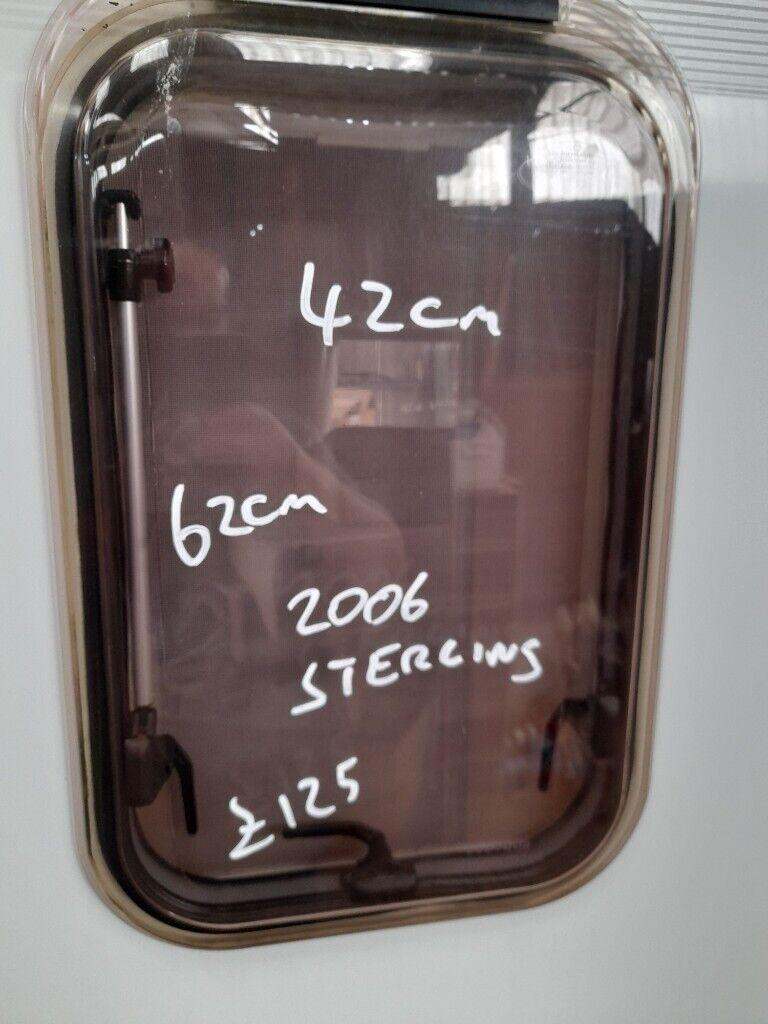 42cm
62cm
2006
STERLING
£125